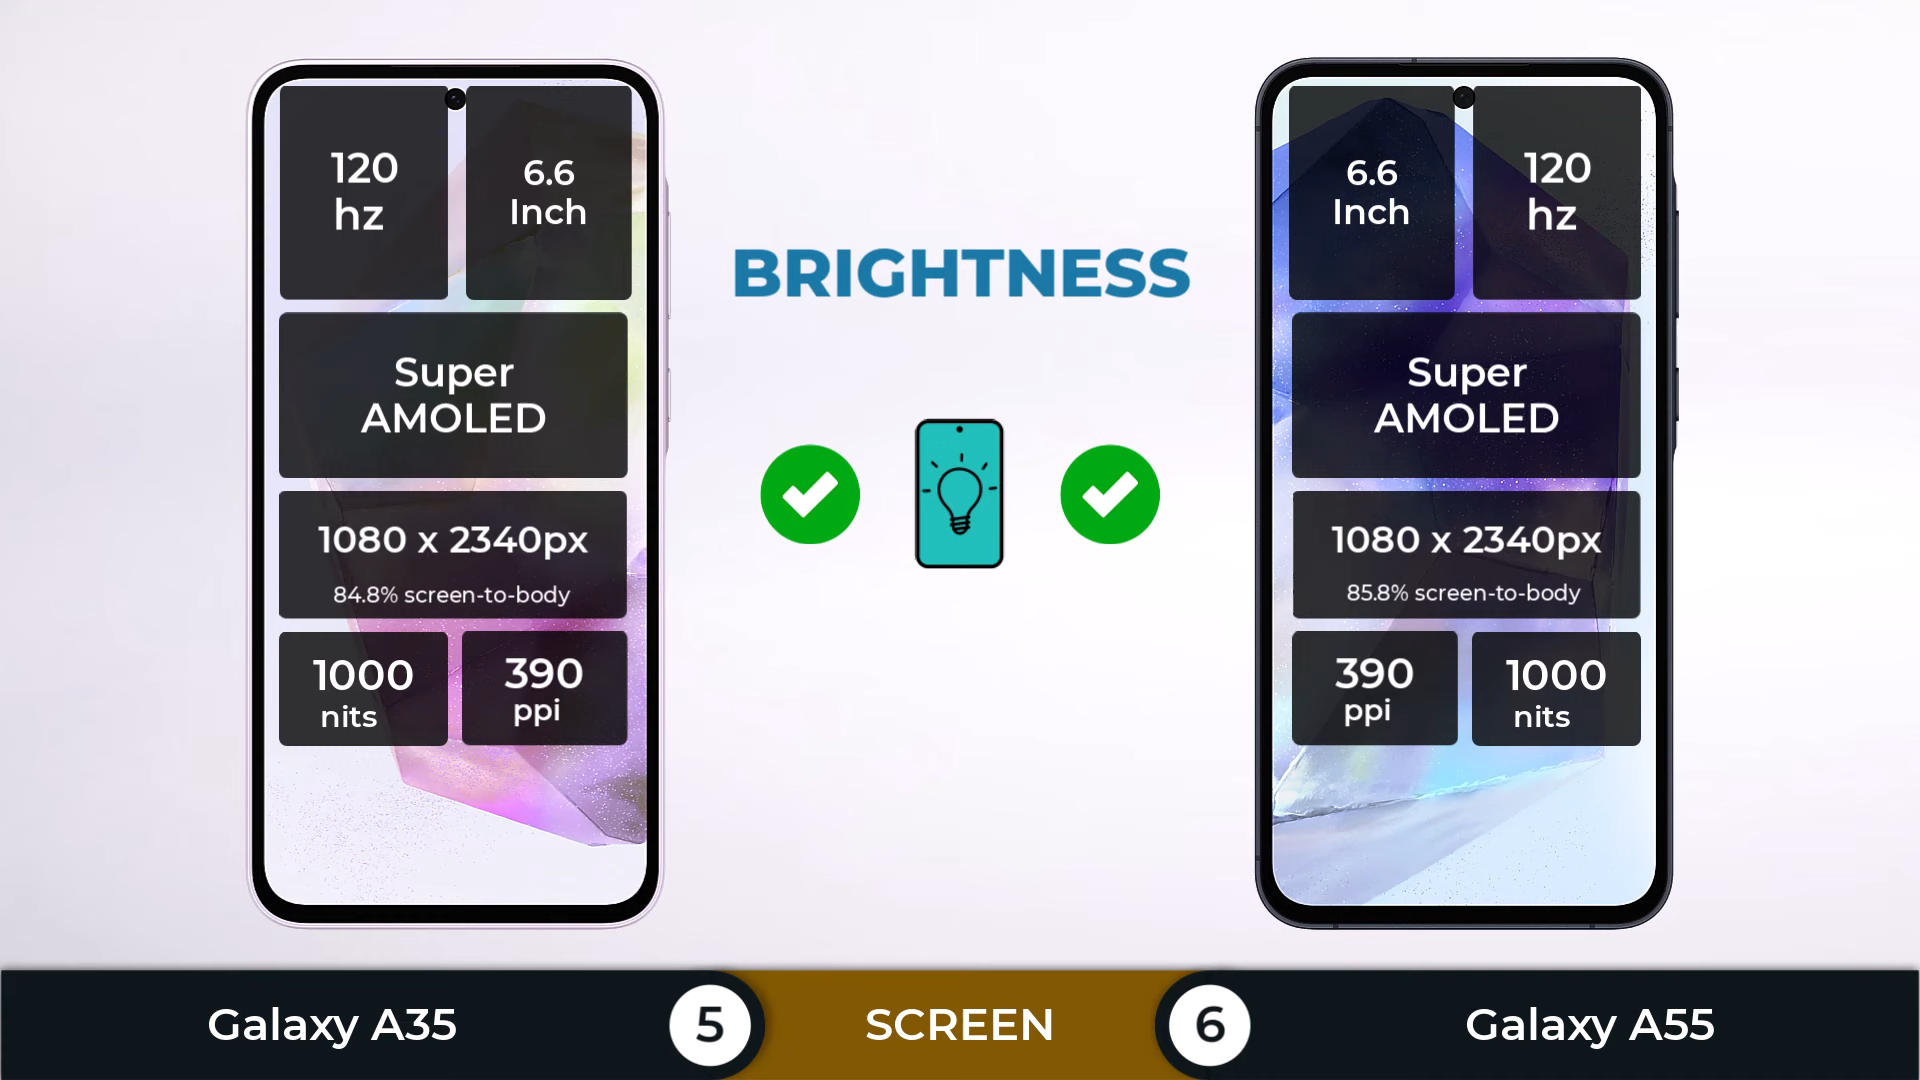 120
hz
6.6
Inch
Super
AMOLED
1080 x 2340px
84.8% screen-to-body
1000
nits
390
ppi
BRIGHTNESS
6.6
Inch
120
hz
Super
AMOLED
1080 x 2340px
85.8% screen-to-body
390
ppi
1000
nits
Galaxy A35
5
SCREEN
6
Galaxy A55